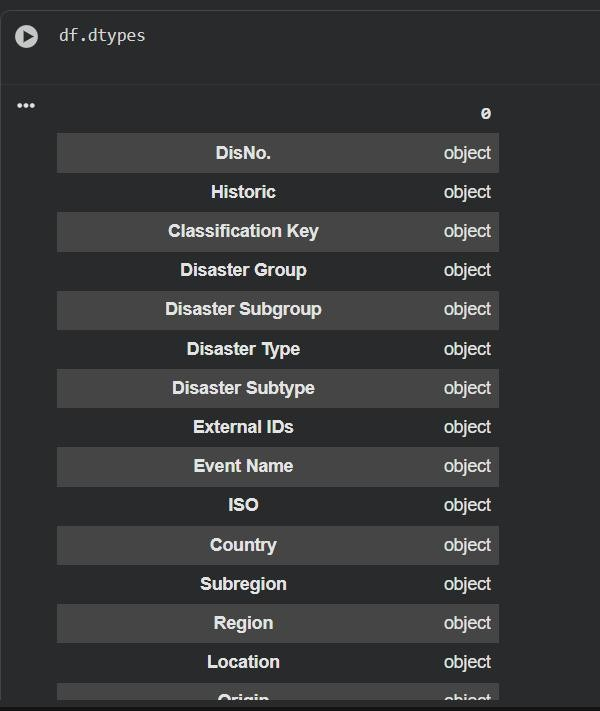 df.dtypes
0
DisNo. object
Historic object
Classification Key object
Disaster Group object
Disaster Subgroup object
Disaster Type object
Disaster Subtype object
External IDs object
Event Name object
ISO object
Country object
Subregion object
Region object
Location object
Origin object